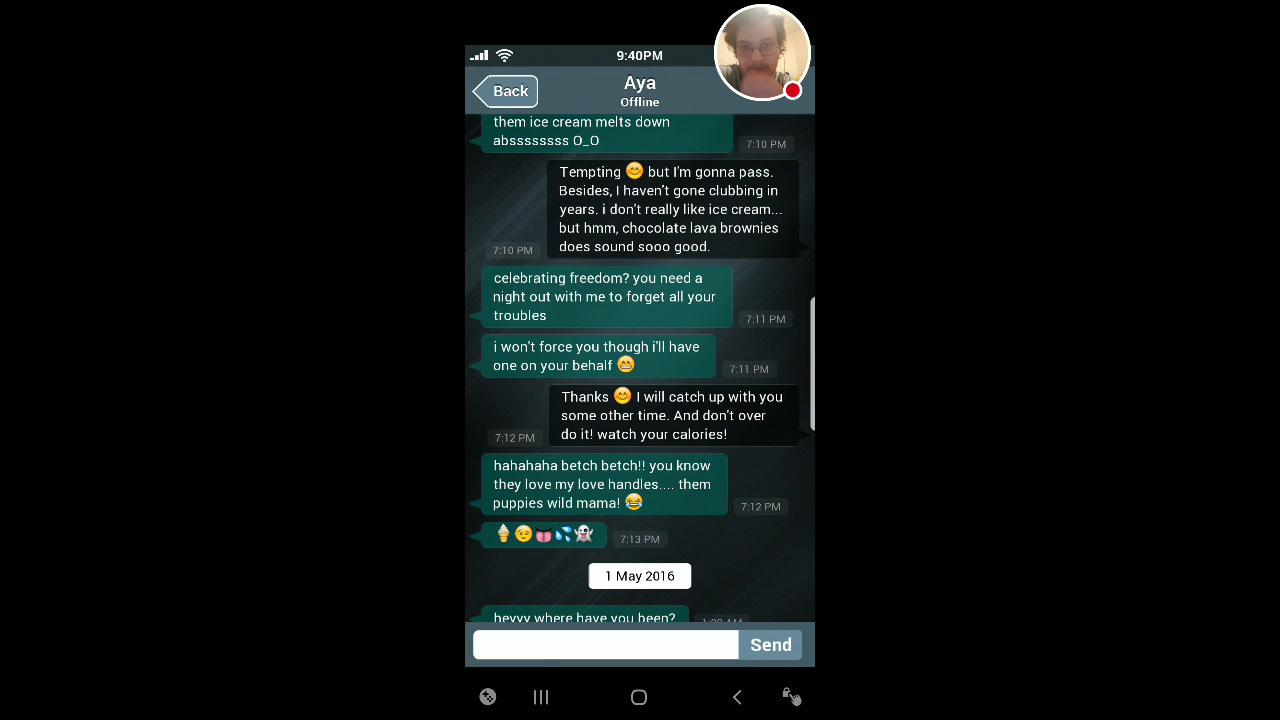 9:40PM
Back
Aya
Offline
them ice cream melts down
absssssssss O_O
7:10 PM
Tempting 😊 but I'm gonna pass.
Besides, I haven't gone clubbing in
years. i don't really like ice cream...
but hmm, chocolate lava brownies
does sound sooo good.
7:10 PM
celebrating freedom? you need a
night out with me to forget all your
troubles
7:11 PM
i won't force you though i'll have
one on your behalf 😁
7:11 PM
Thanks 😊 I will catch up with you
some other time. And don't over
do it! watch your calories!
7:12 PM
hahahaha betch betch!! you know
they love my love handles.... them
puppies wild mama! 😂
7:12 PM
🍦😉👅💦👻
7:13 PM
1 May 2016
heyyy where have you been?
Send